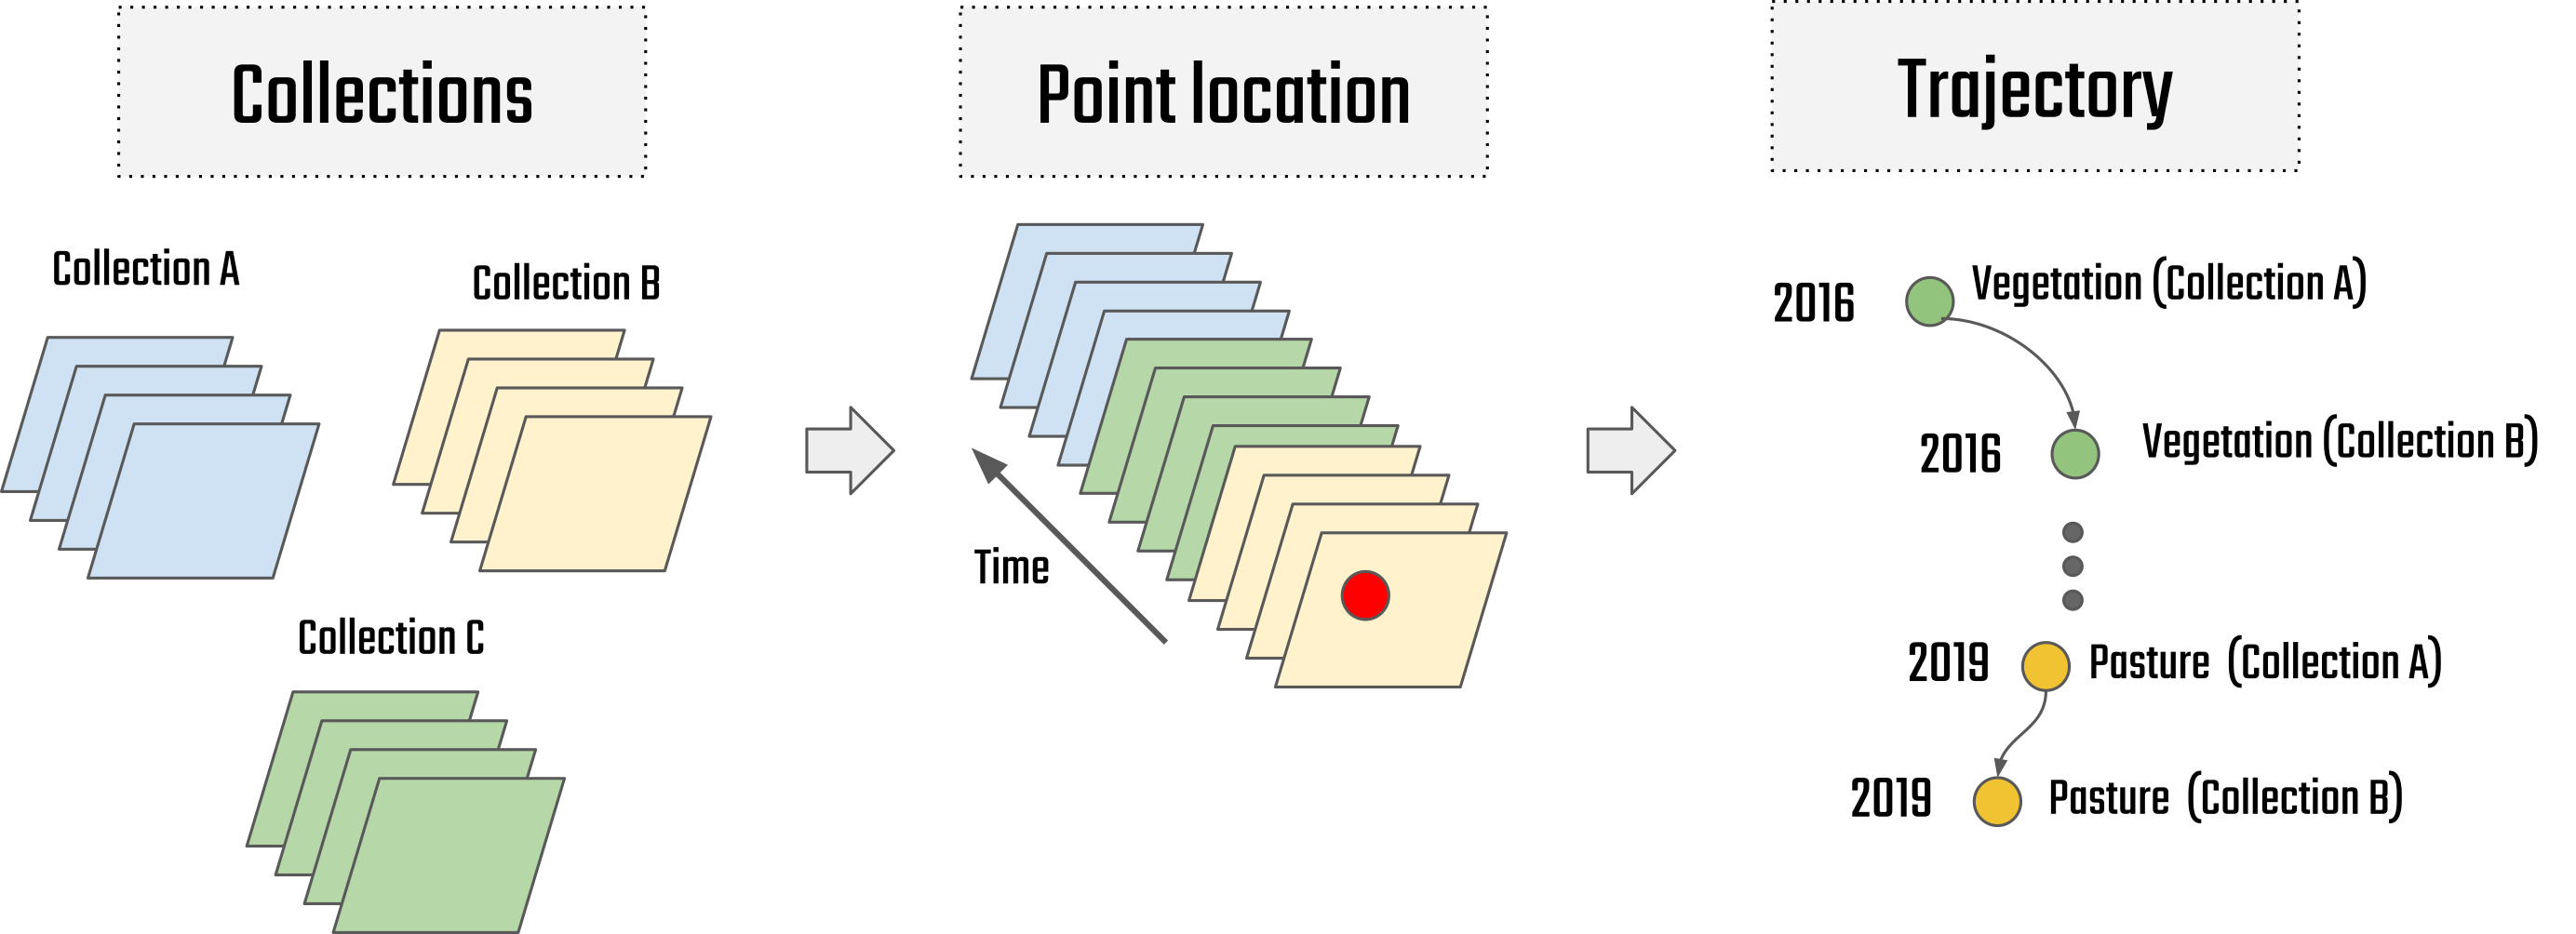 Collections
Point location
Trajectory
Collection A
Collection B
Collection C
Time
2016
Vegetation (Collection A)
2016
Vegetation (Collection B)
2019
Pasture (Collection A)
2019
Pasture (Collection B)